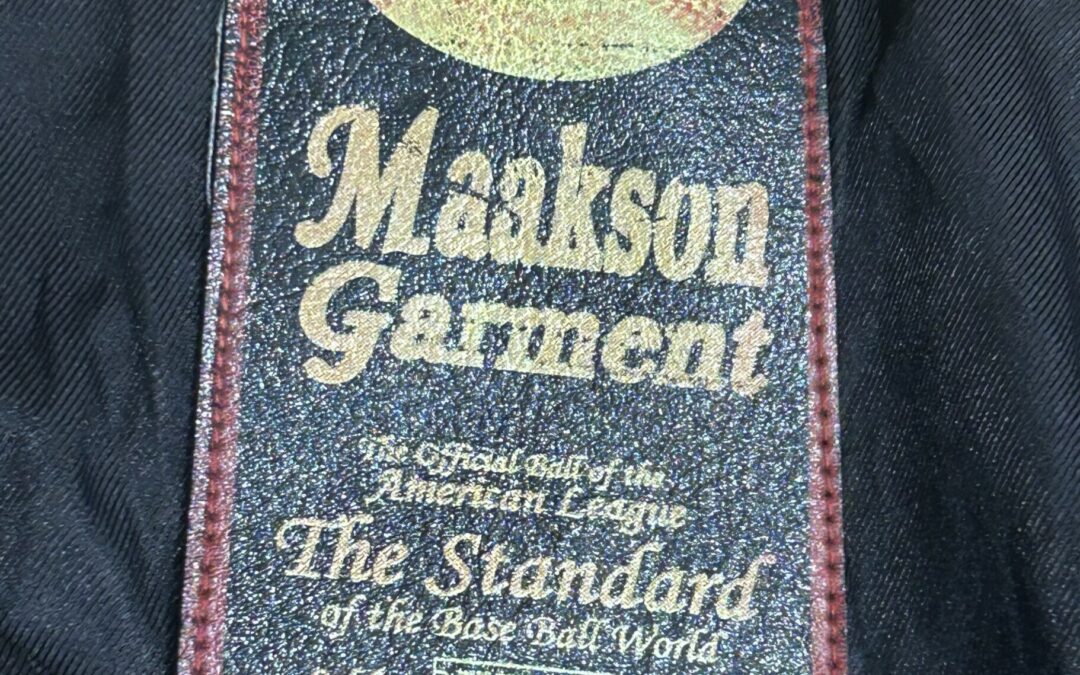 Maakson
Garment
The Official Ball of the
American League
The Standard
of the Base Ball World